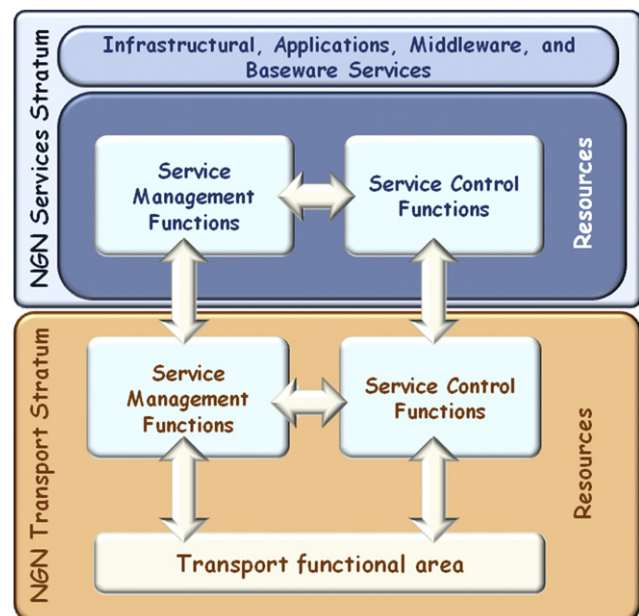 NGN Services Stratum
Infrastructural, Applications, Middleware, and
Baseware Services
Service
Management
Functions
Service Control
Functions
Resources
NGN Transport Stratum
Service
Management
Functions
Service Control
Functions
Resources
Transport functional area